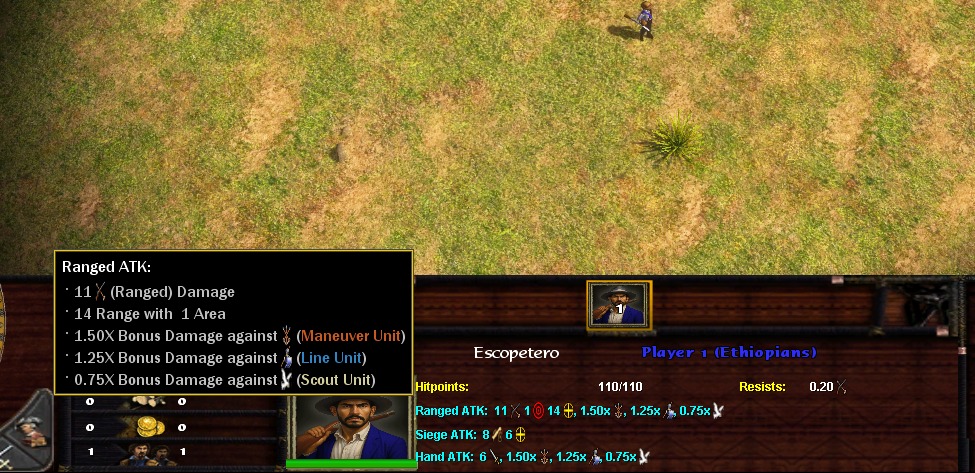 Ranged ATK:
· 11 (Ranged) Damage
· 14 Range with 1 Area
· 1.50X Bonus Damage against (Maneuver Unit)
· 1.25X Bonus Damage against (Line Unit)
· 0.75X Bonus Damage against (Scout Unit)
1
Escopetero
Player 1 (Ethiopians)
Hitpoints: 110/110 Resists: 0.20
Ranged ATK: 11 1 14 , 1.50x , 1.25x 0.75x
Siege ATK: 8 6
Hand ATK: 6 , 1.50x , 1.25x , 0.75x
0 0
0 0
1 1